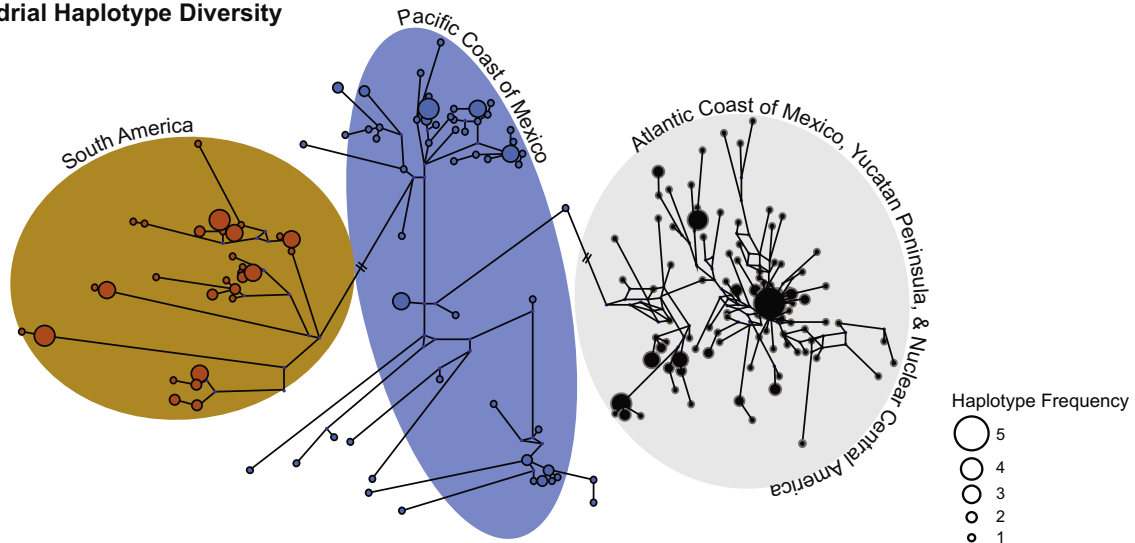 drial Haplotype Diversity
South America
Pacific Coast of Mexico
Atlantic Coast of Mexico, Yucatan Peninsula, & Nuclear Central America
Haplotype Frequency
5
4
3
2
1